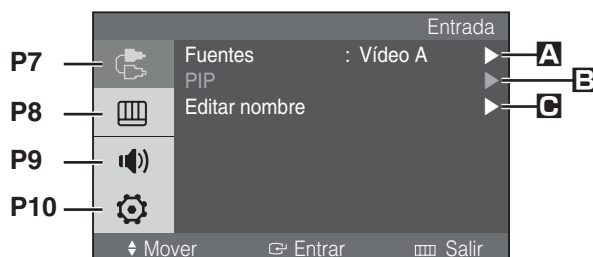 Entrada
P7
Fuentes : Vídeo A
A
PIP
B
P8
Editar nombre
C
P9
P10
Mover Entrar Salir